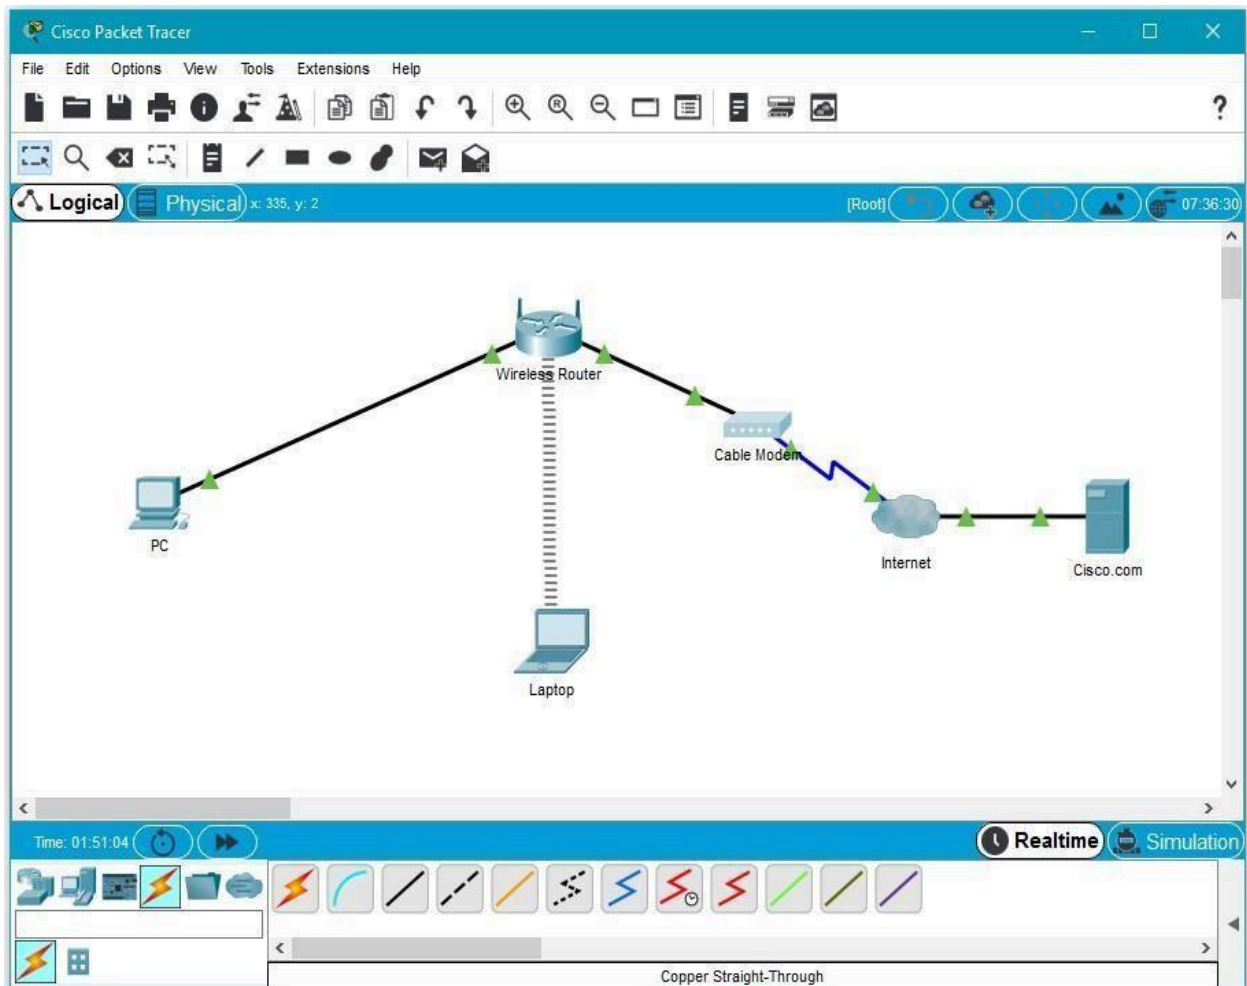 Cisco Packet Tracer
File Edit Options View Tools Extensions Help
?
Logical Physical x: 335, y: 2 [Root] 07:36:30
Wireless Router
Cable Modem
PC
Internet
Cisco.com
Laptop
Time: 01:51:04 Realtime Simulation
Copper Straight-Through